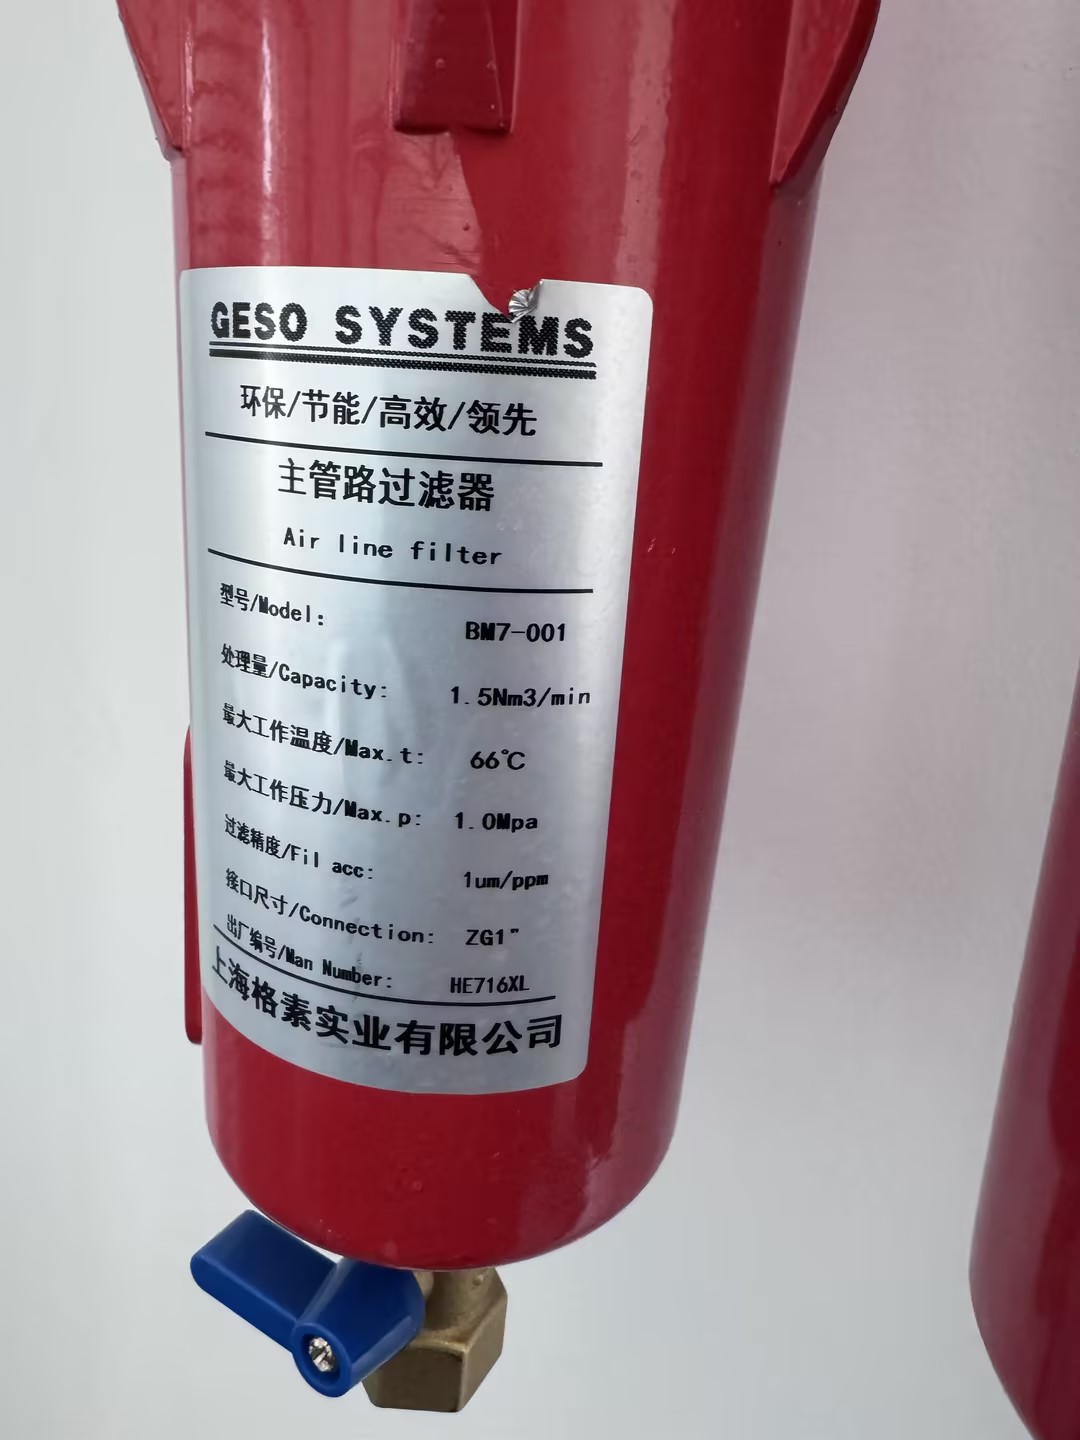 GESO SYSTEMS
环保/节能/高效/领先
主管路过滤器
Air line filter
型号/Model: BM7-001
处理量/Capacity: 1.5Nm3/min
最大工作温度/Max.t: 66℃
最大工作压力/Max.p: 1.0Mpa
过滤精度/Fil acc: 1um/ppm
接口尺寸/Connection: ZG1"
出厂编号/Man Number: HE716XL
上海格素实业有限公司